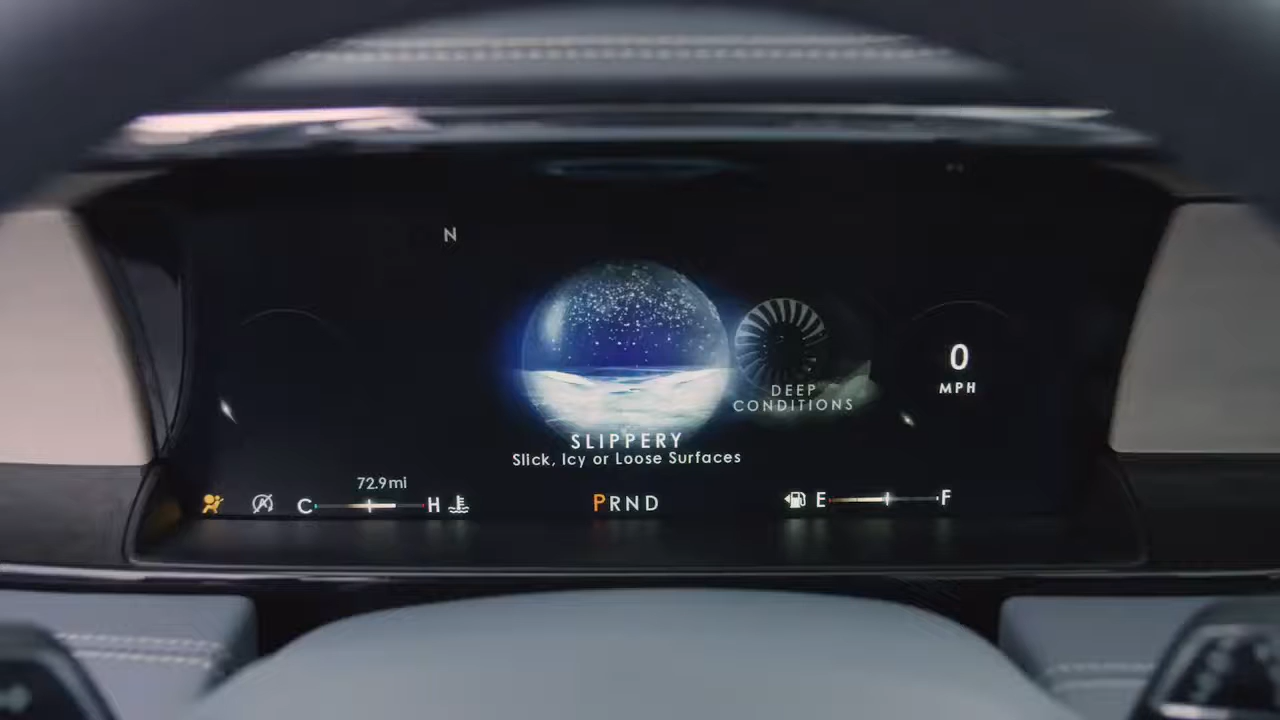 N
0
MPH
DEEP
CONDITIONS
SLIPPERY
Slick, Icy or Loose Surfaces
72.9mi
C H
PRND
E F